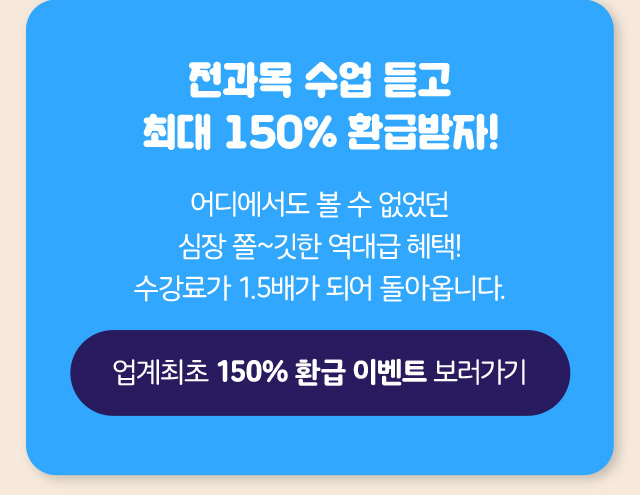 전과목 수업 듣고
최대 150% 환급받자!
어디에서도 볼 수 없었던
심장 쫄~깃한 역대급 혜택!
수강료가 1.5배가 되어 돌아옵니다.
업계최초 150% 환급 이벤트 보러가기